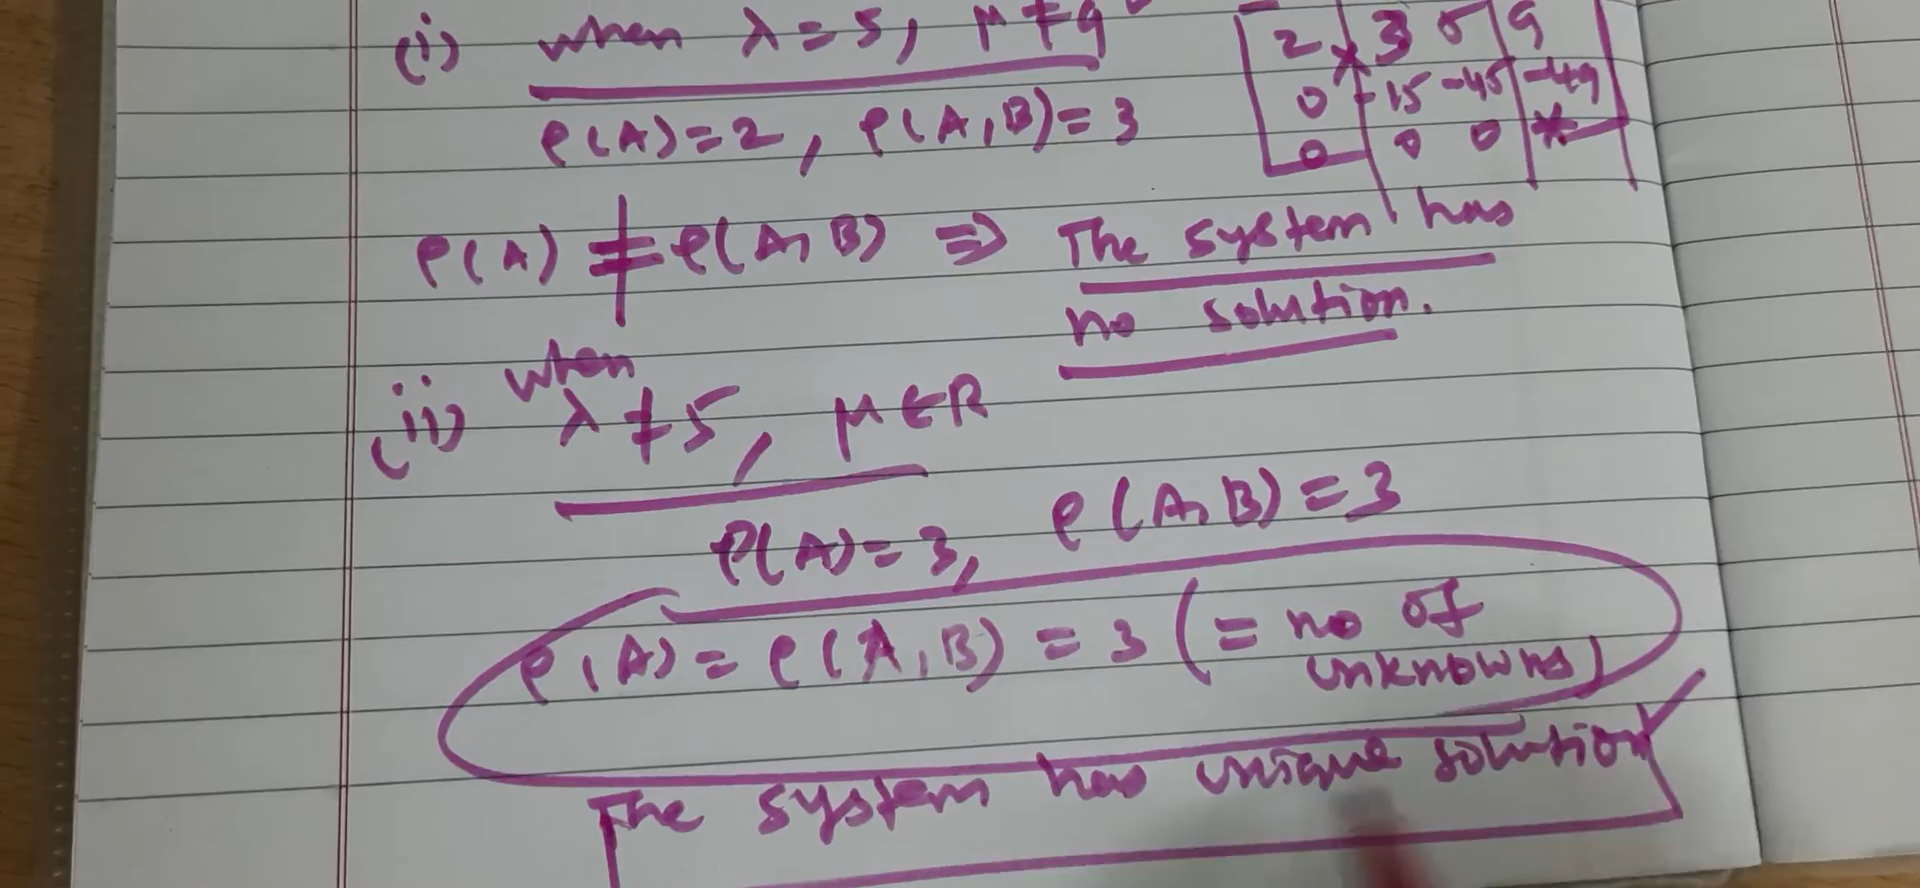 (i) when λ=5, μ≠9
2 3 5 9
0 -15 -45 -49
0 0 0 *
ρ(A)=2, ρ(A,B)=3
ρ(A) ≠ ρ(A,B) ⇒ The system has
no solution.
(ii) when
λ≠5, μ∈R
ρ(A)=3, ρ(A,B)=3
ρ(A)=ρ(A,B)=3 (= no of
unknowns)
The system has unique solution